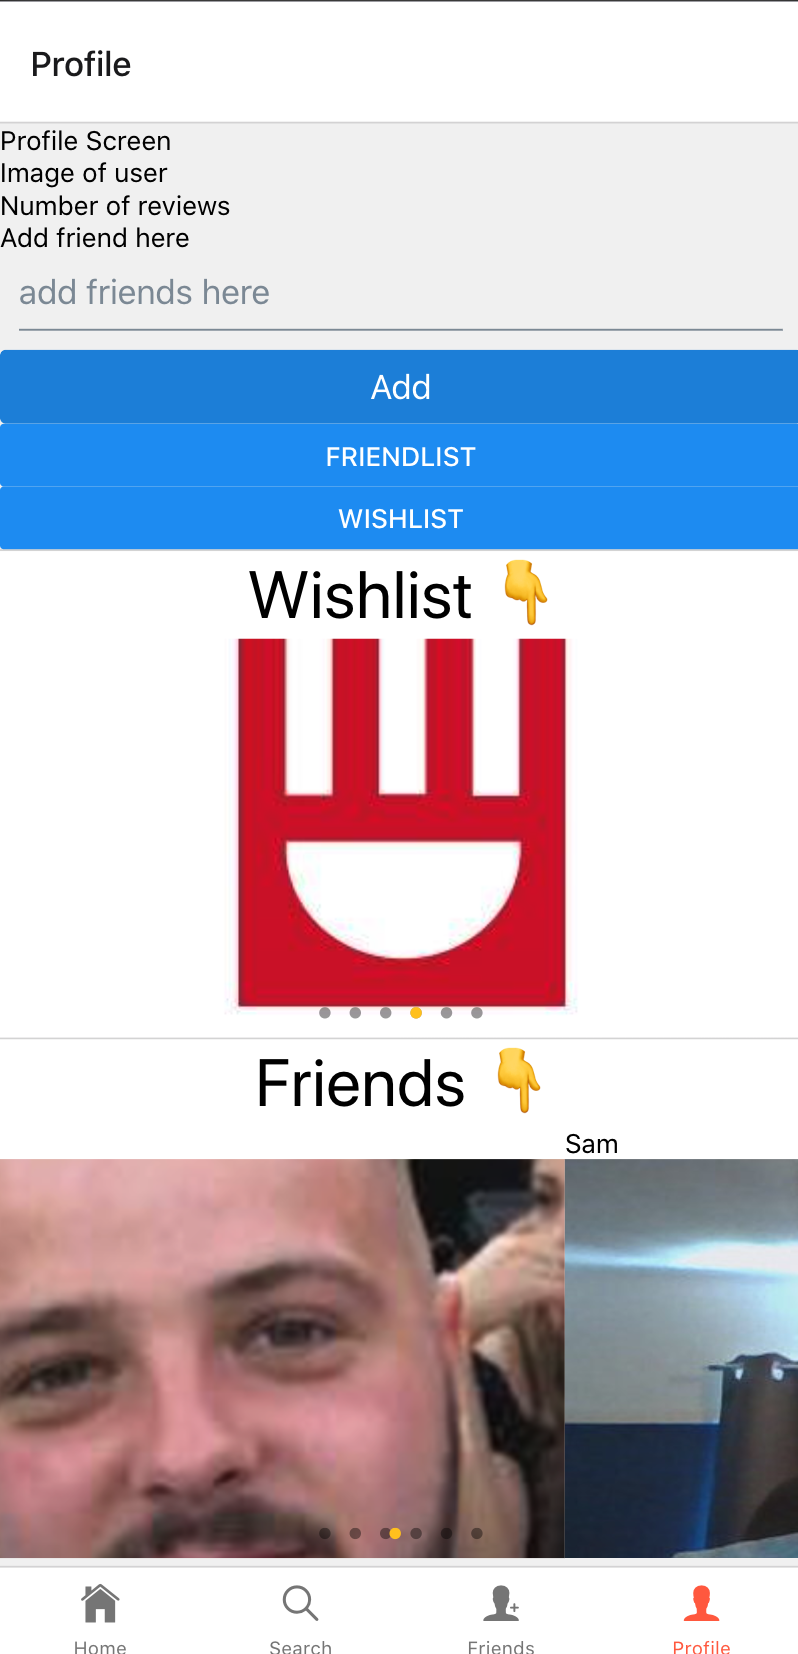 Profile
Profile Screen
Image of user
Number of reviews
Add friend here
add friends here
Add
FRIENDLIST
WISHLIST
Wishlist 👇
Friends 👇
Sam
Home
Search
Friends
Profile